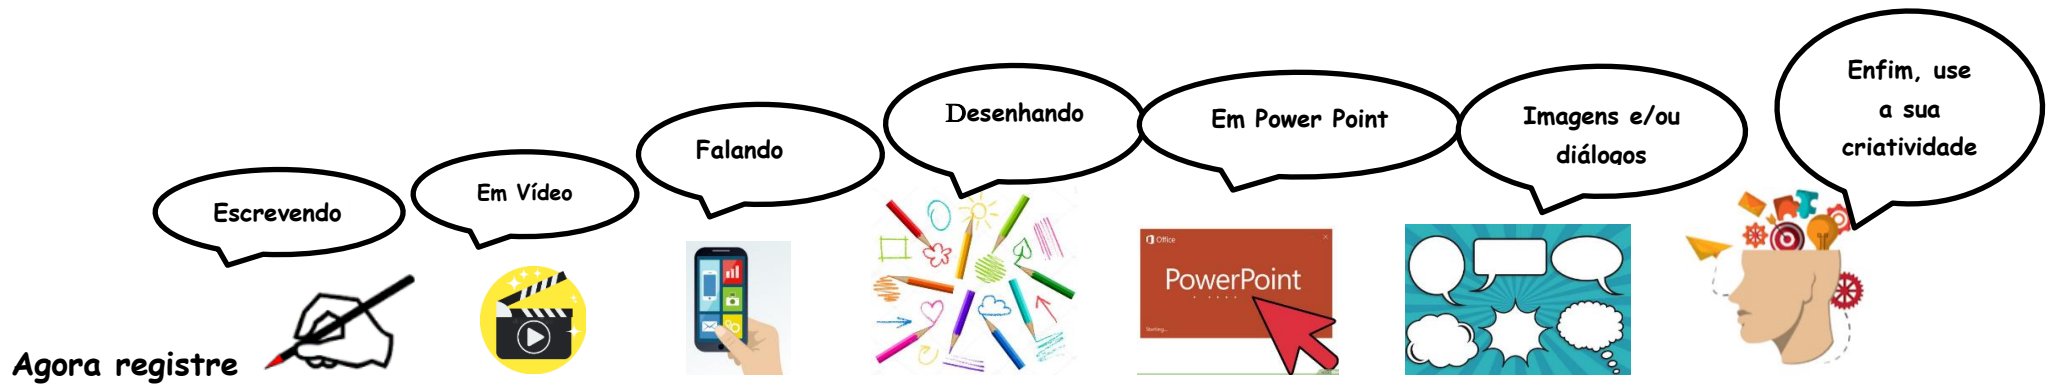 Escrevendo
Em Vídeo
Falando
Desenhando
Em Power Point
Imagens e/ou
diálogos
Enfim, use
a sua
criatividade
Office
PowerPoint
Starting...
Agora registre